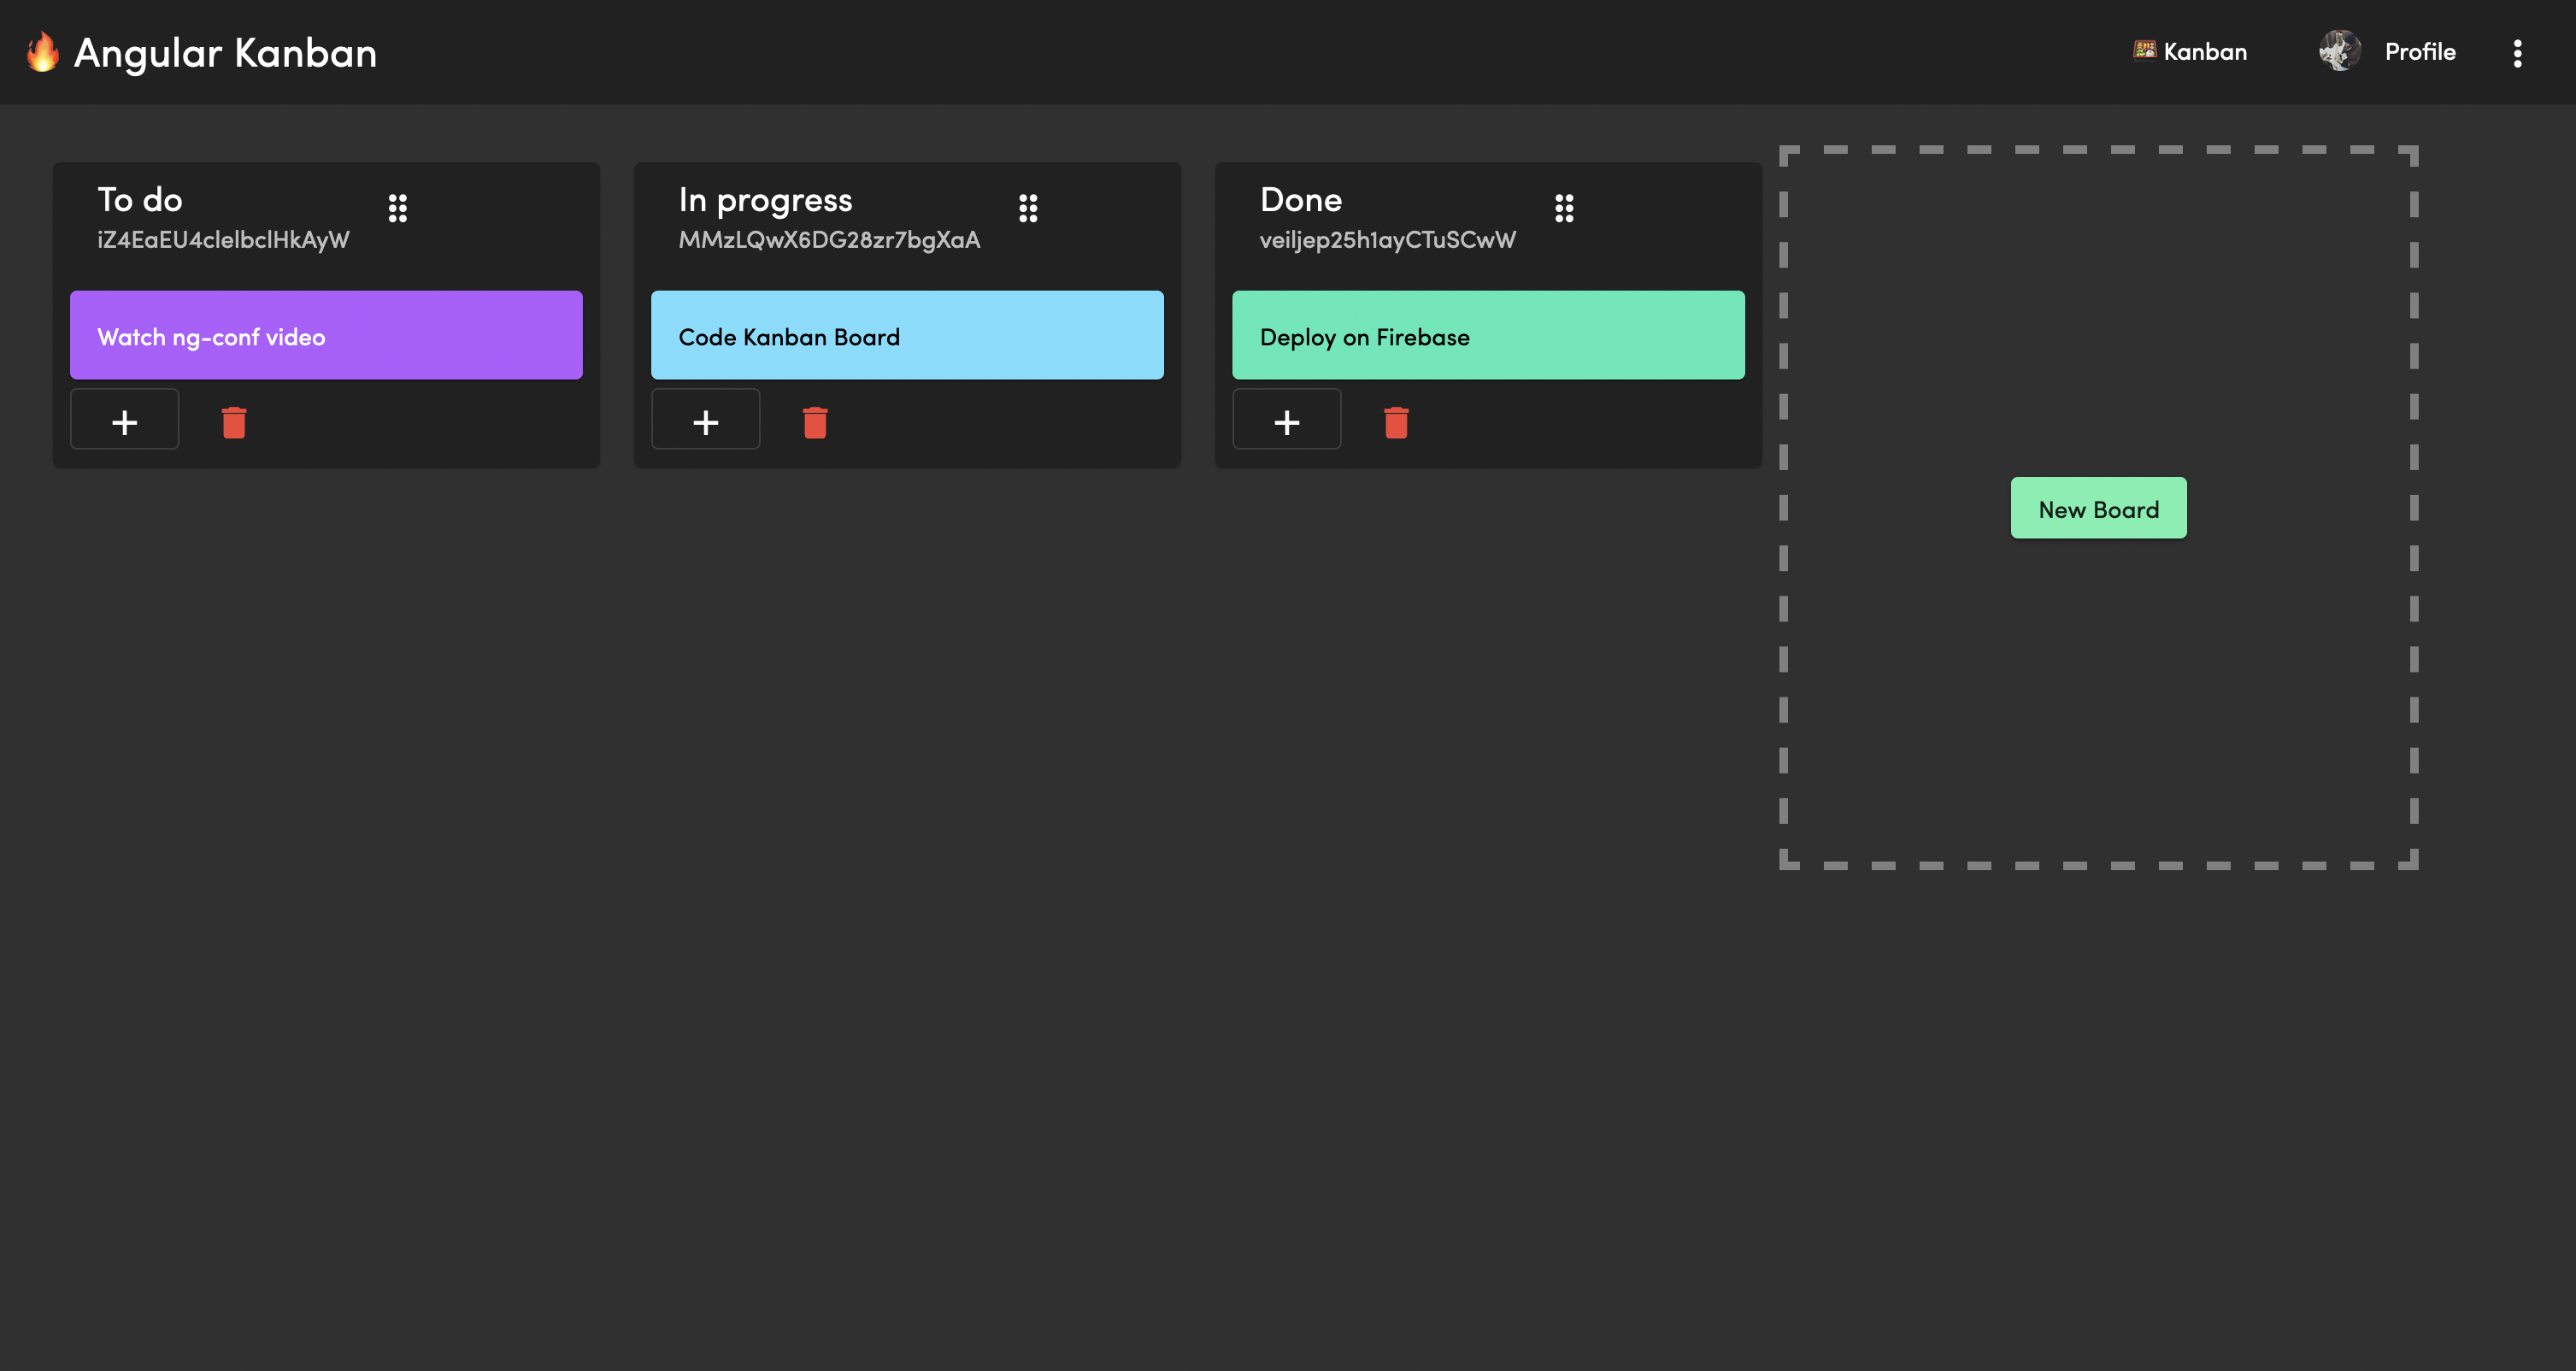 Angular Kanban
Kanban
Profile
To do
iZ4EaEU4clelbclHkAyW
Watch ng-conf video
In progress
MMzLQwX6DG28zr7bgXaA
Code Kanban Board
Done
veiljep25h1ayCTuSCwW
Deploy on Firebase
New Board